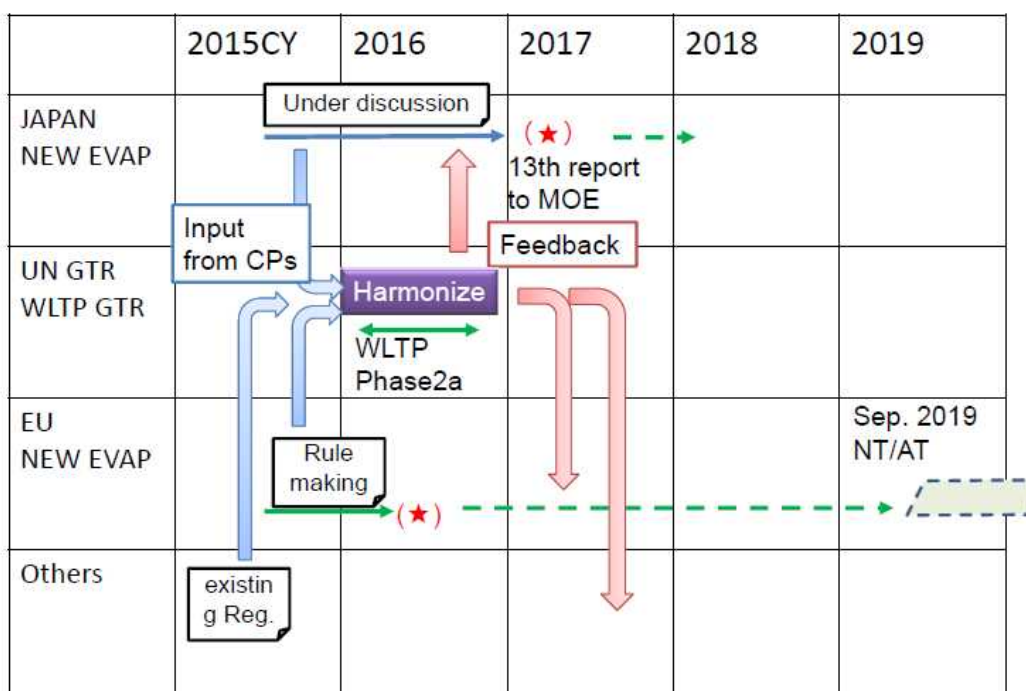 2015CY
2016
2017
2018
2019
JAPAN
NEW EVAP
Under discussion
(★)
13th report
to MOE
Input
from CPs
Feedback
UN GTR
WLTP GTR
Harmonize
WLTP
Phase2a
EU
NEW EVAP
Rule
making
(★)
Sep. 2019
NT/AT
Others
existin
g Reg.